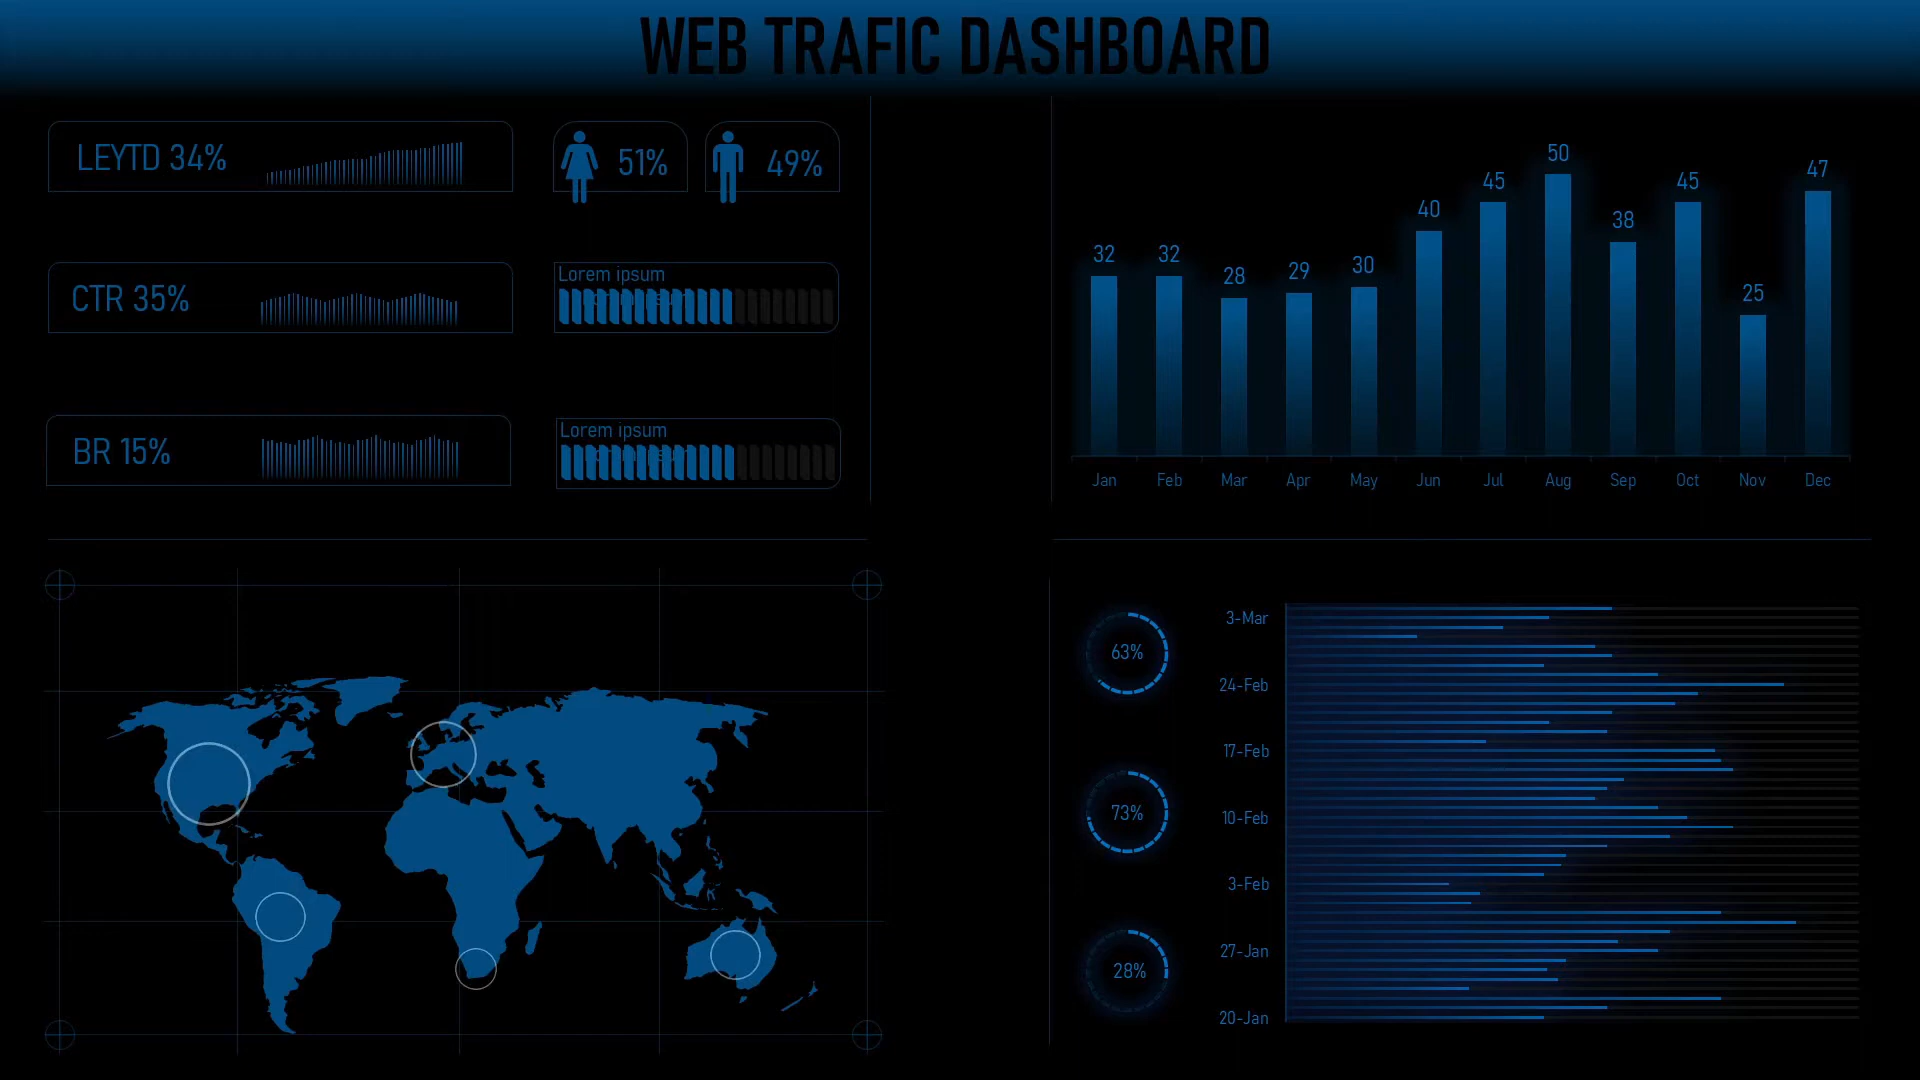 WEB TRAFIC DASHBOARD
LEYTD 34%
51%
49%
CTR 35%
Lorem ipsum
BR 15%
Lorem ipsum
32
32
28
29
30
40
45
50
38
45
25
47
Jan
Feb
Mar
Apr
May
Jun
Jul
Aug
Sep
Oct
Nov
Dec
63%
73%
28%
3-Mar
24-Feb
17-Feb
10-Feb
3-Feb
27-Jan
20-Jan